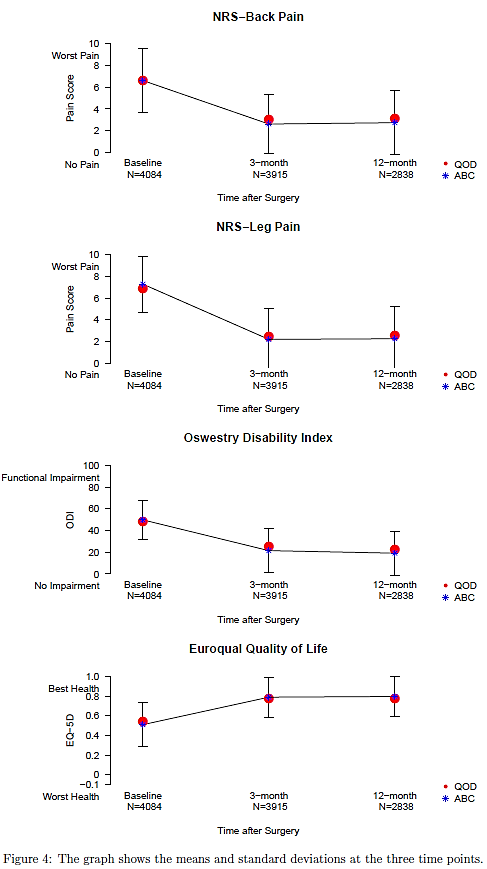 NRS−Back Pain
10
Worst Pain
8
6
4
2
0
No Pain
Pain Score
Baseline 3−month 12−month
N=4084 N=3915 N=2838
QOD
ABC
Time after Surgery
NRS−Leg Pain
10
Worst Pain
8
6
4
2
0
No Pain
Pain Score
Baseline 3−month 12−month
N=4084 N=3915 N=2838
QOD
ABC
Time after Surgery
Oswestry Disability Index
100
Functional Impairment
80
60
40
20
0
No Impairment
ODI
Baseline 3−month 12−month
N=4084 N=3915 N=2838
QOD
ABC
Time after Surgery
Euroqual Quality of Life
1.0
Best Health
0.8
0.6
0.4
0.2
0
−0.1
Worst Health
EQ−5D
Baseline 3−month 12−month
N=4084 N=3915 N=2838
QOD
ABC
Time after Surgery
Figure 4: The graph shows the means and standard deviations at the three time points.